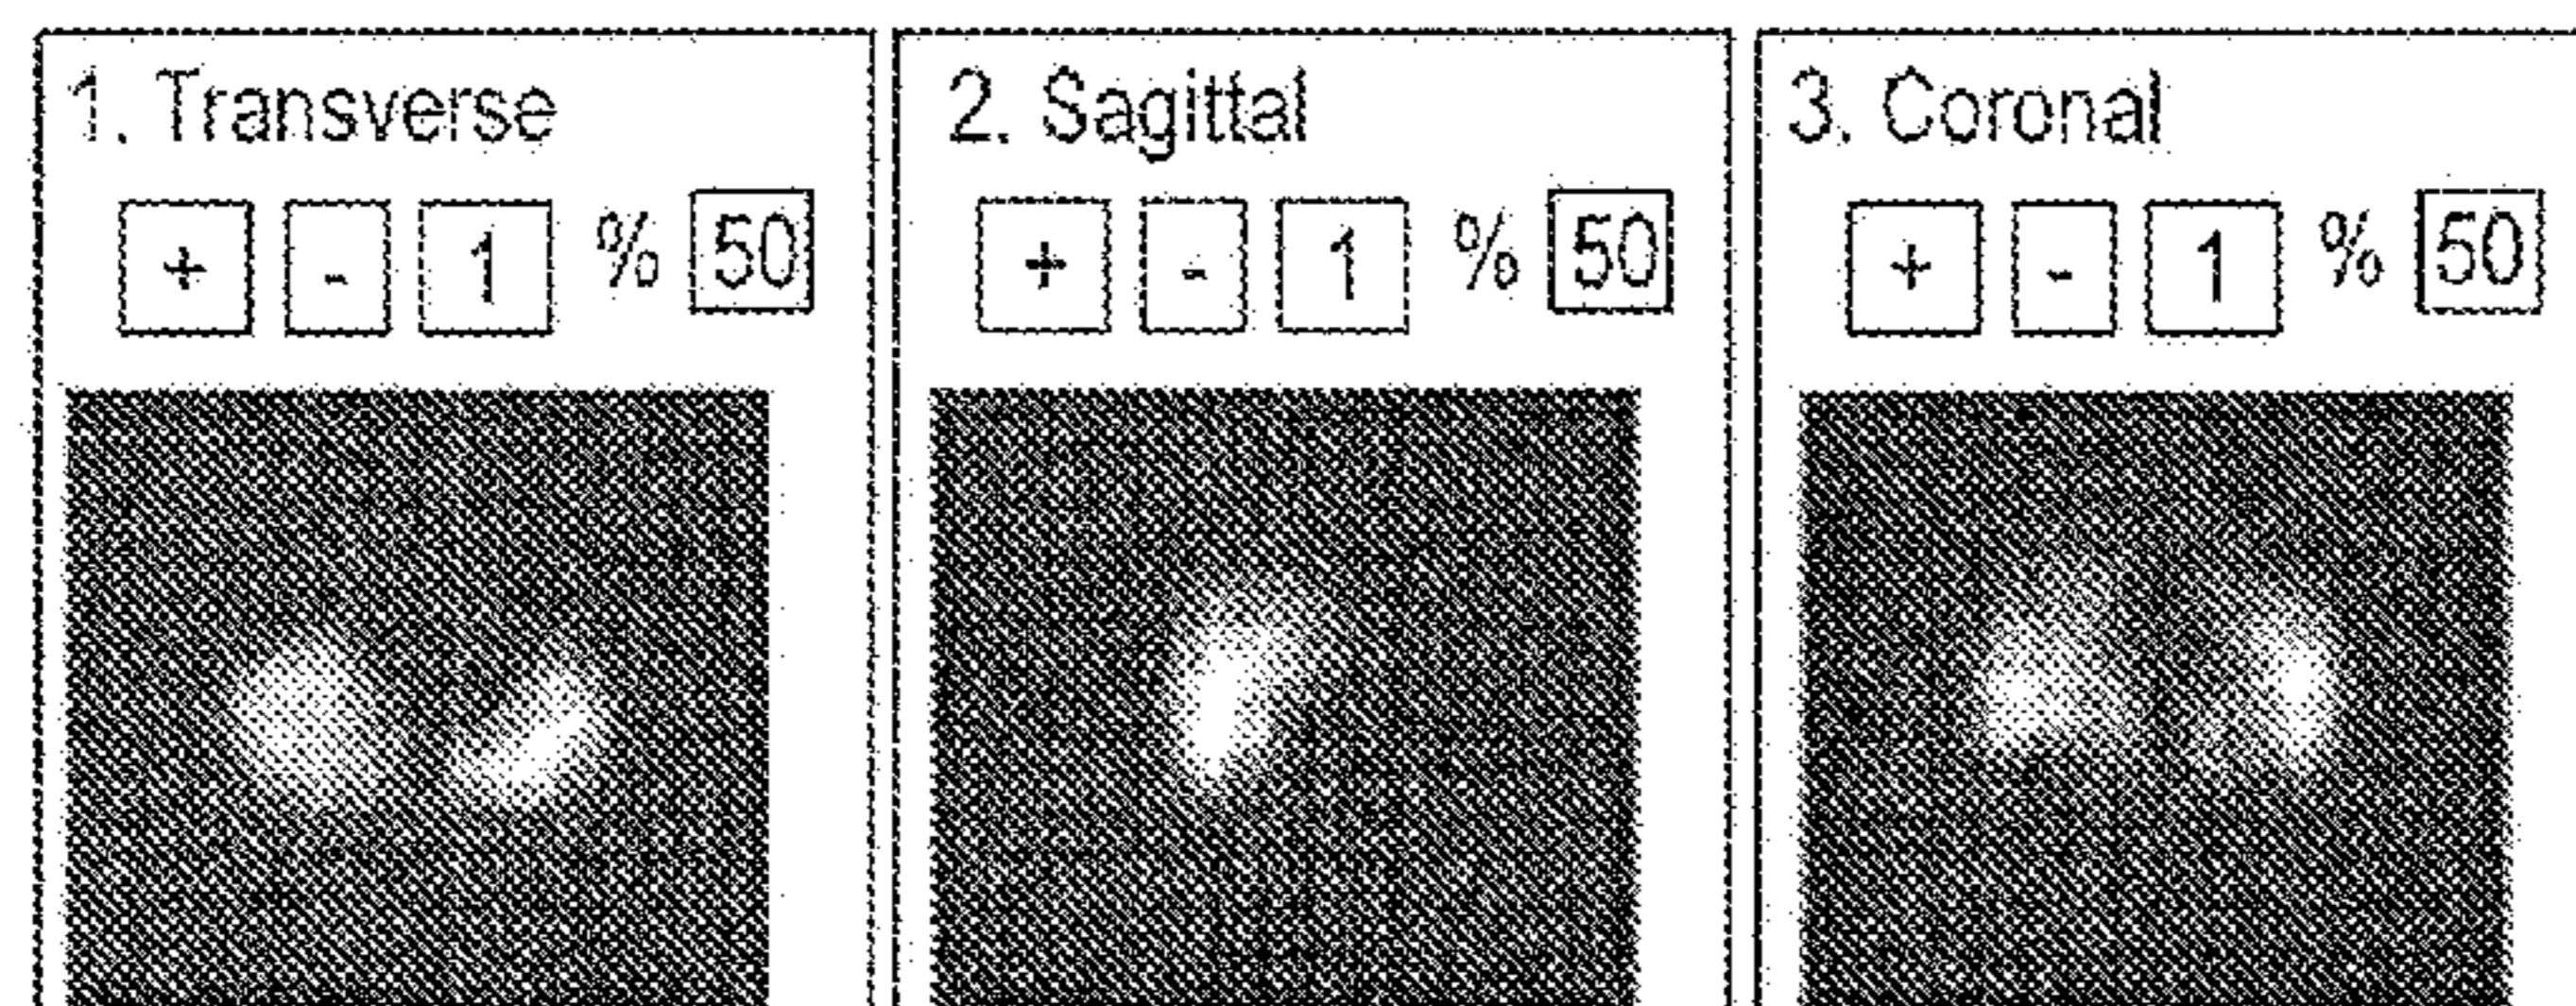 1. Transverse
+ - 1 % 50
2. Sagittal
+ - 1 % 50
3. Coronal
+ - 1 % 50